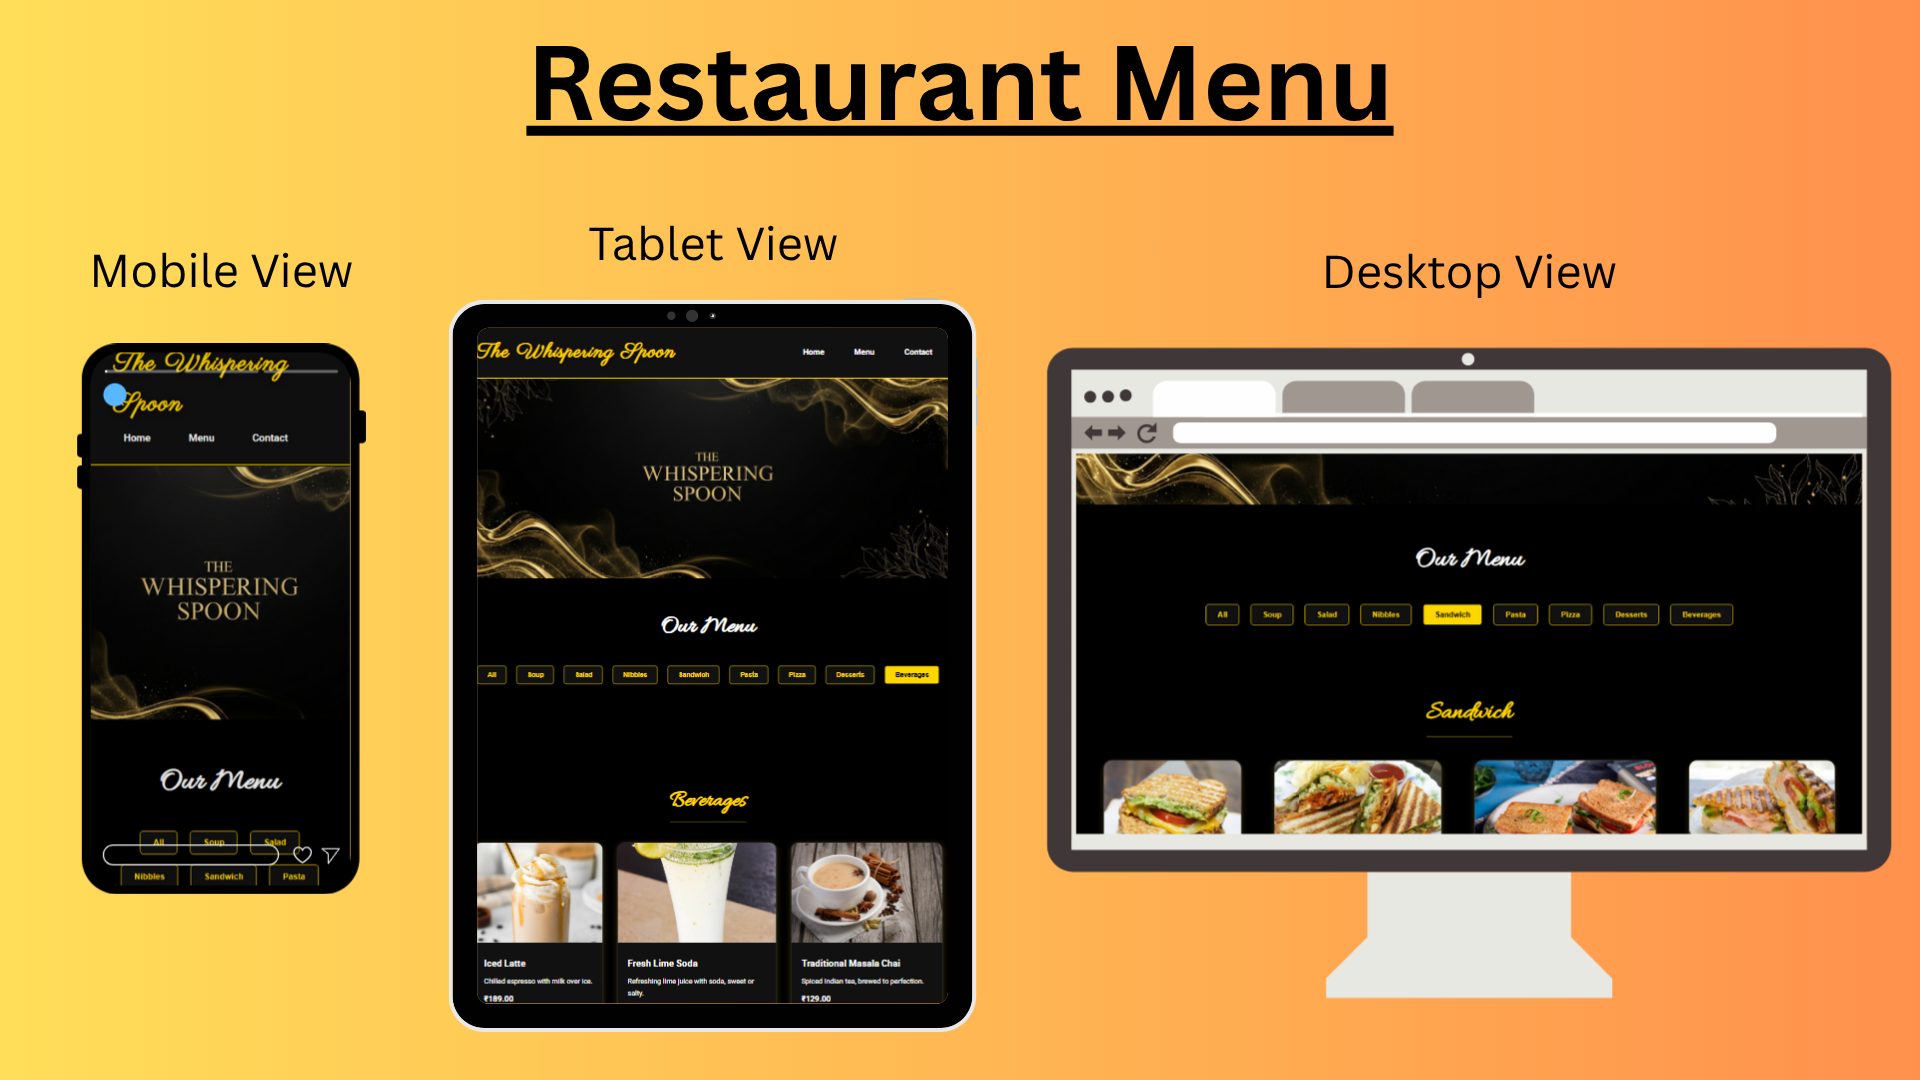 Restaurant Menu
Mobile View
The Whispering
Spoon
Home Menu Contact
THE
WHISPERING
SPOON
Our Menu
All Soup Salad
Nibbles Sandwich Pasta
Tablet View
The Whispering Spoon
Home Menu Contact
THE
WHISPERING
SPOON
Our Menu
All Soup Salad Nibbles Sandwich Pasta Pizza Desserts Beverages
Beverages
Iced Latte
Chilled espresso with milk over ice.
₹189.00
Fresh Lime Soda
Refreshing lime juice with soda, sweet or
salty.
Traditional Masala Chai
Spiced Indian tea, brewed to perfection.
₹129.00
Desktop View
Our Menu
All Soup Salad Nibbles Sandwich Pasta Pizza Desserts Beverages
Sandwich